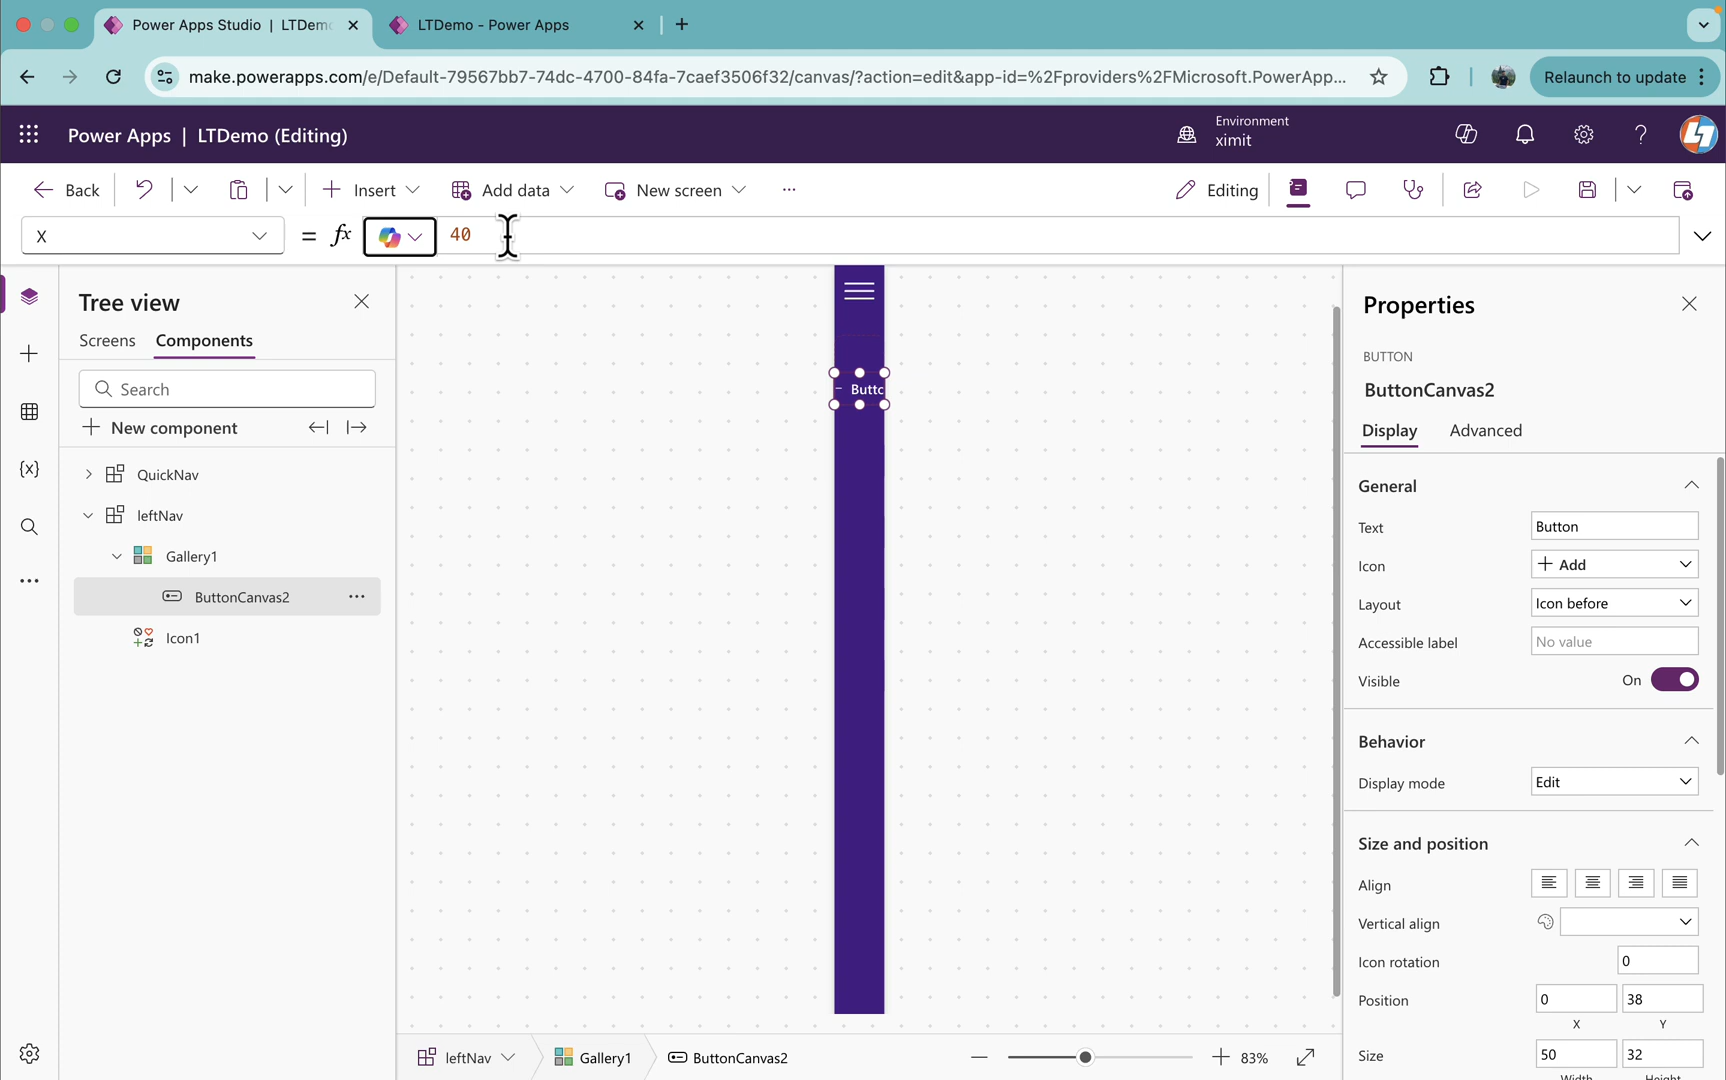 Power Apps Studio | LTDemo
LTDemo - Power Apps
make.powerapps.com/e/Default-79567bb7-74dc-4700-84fa-7caef3506f32/canvas/?action=edit&app-id=%2Fproviders%2FMicrosoft.PowerApp...
Relaunch to update
Power Apps | LTDemo (Editing)
Environment
ximit
Back
Insert
Add data
New screen
...
Editing
X
= fx
40
Tree view
Screens
Components
Search
New component
QuickNav
leftNav
Gallery1
ButtonCanvas2
Icon1
Buttc
Properties
BUTTON
ButtonCanvas2
Display
Advanced
General
Text
Button
Icon
Add
Layout
Icon before
Accessible label
No value
Visible
On
Behavior
Display mode
Edit
Size and position
Align
Vertical align
Icon rotation
0
Position
0
38
X
Y
Size
50
32
Width
Height
leftNav
Gallery1
ButtonCanvas2
83%